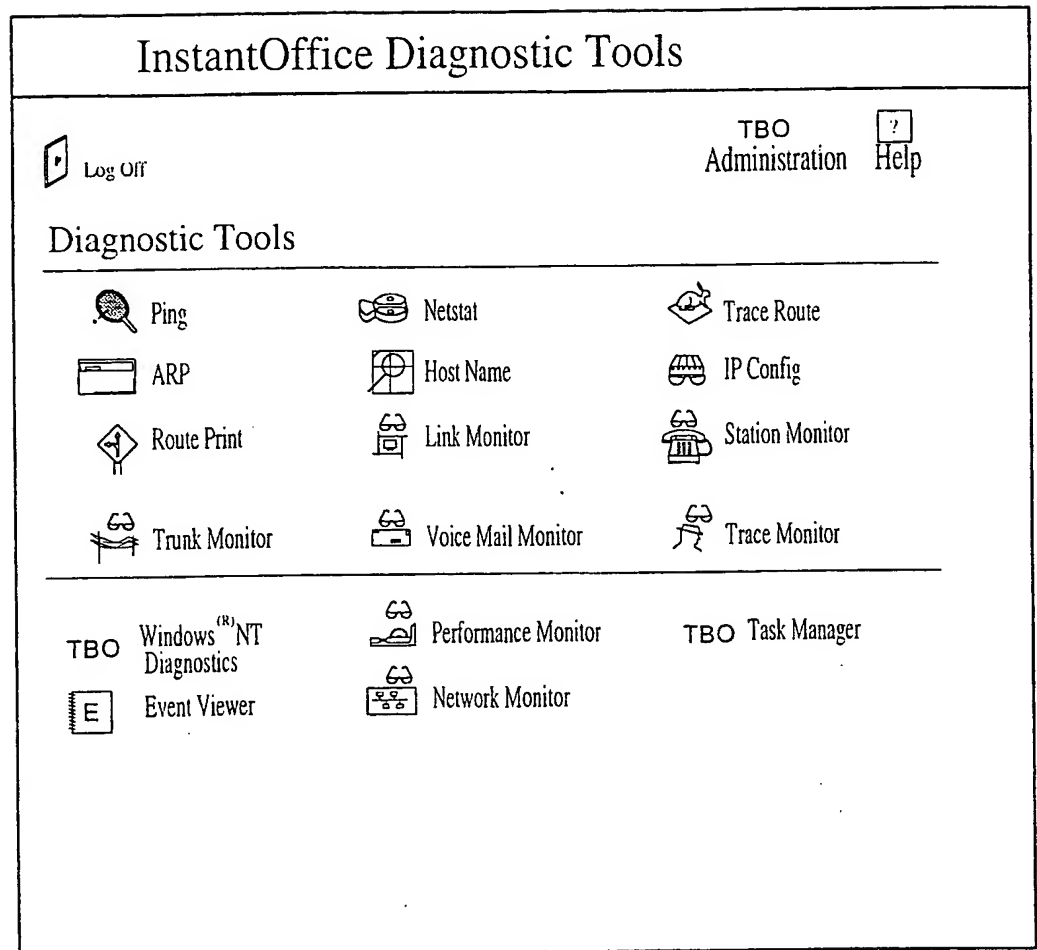 InstantOffice Diagnostic Tools
Log Off
TBO
Administration
?
Help
Diagnostic Tools
Ping
Netstat
Trace Route
ARP
Host Name
IP Config
Route Print
Link Monitor
Station Monitor
Trunk Monitor
Voice Mail Monitor
Trace Monitor
TBO Windows (R) NT
Diagnostics
Performance Monitor
TBO Task Manager
E Event Viewer
Network Monitor